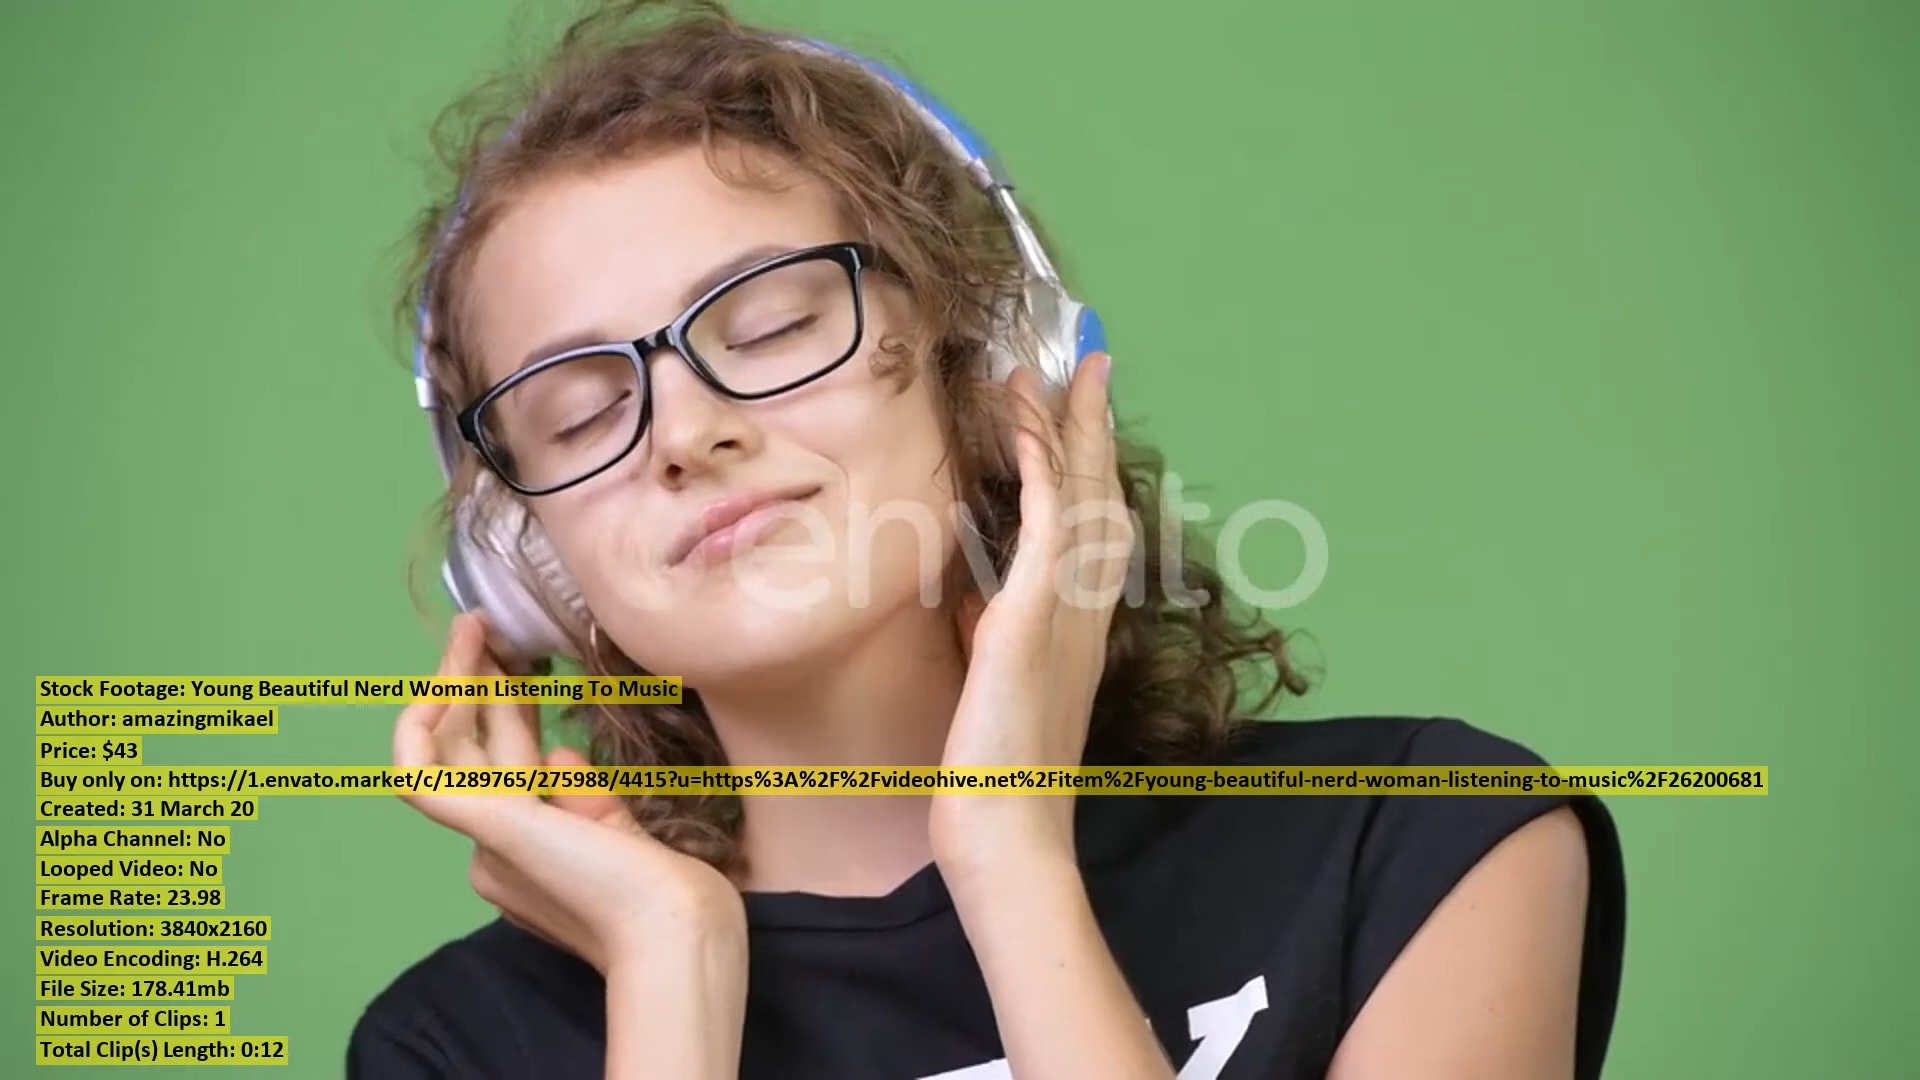 envato
Stock Footage: Young Beautiful Nerd Woman Listening To Music
Author: amazingmikael
Price: $43
Buy only on: https://1.envato.market/c/1289765/275988/4415?u=https%3A%2F%2Fvideohive.net%2Fitem%2Fyoung-beautiful-nerd-woman-listening-to-music%2F26200681
Created: 31 March 20
Alpha Channel: No
Looped Video: No
Frame Rate: 23.98
Resolution: 3840x2160
Video Encoding: H.264
File Size: 178.41mb
Number of Clips: 1
Total Clip(s) Length: 0:12